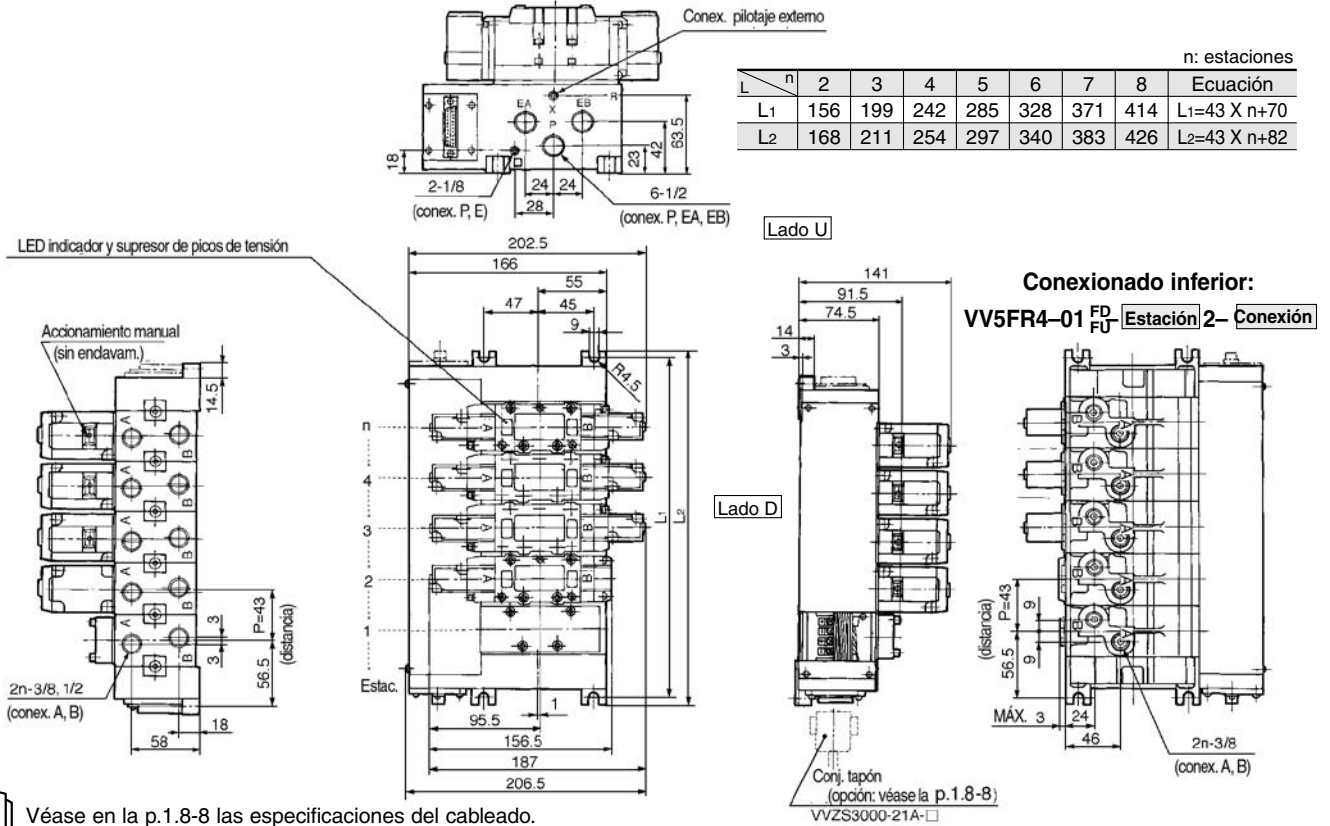 Conex. pilotaje externo
n: estaciones
L n 2 3 4 5 6 7 8 Ecuación
L1 156 199 242 285 328 371 414 L1=43 X n+70
L2 168 211 254 297 340 383 426 L2=43 X n+82
EA X EB R
P
18
23 42 63.5
2-1/8
(conex. P, E)
24 24
28
6-1/2
(conex. P, EA, EB)
Lado U
LED indicador y supresor de picos de tensión
202.5
166
55
47 45
9
R4.5
141
91.5
74.5
14
3
Conexionado inferior:
VV5FR4–01 FD FU – Estación 2– Conexión
Accionamiento manual
(sin endavam.)
14.5
A B
A B
A B
A B
A B
3
3
P=43
(distancia)
56.5
2n-3/8, 1/2
(conex. A, B)
18
58
n
4
3
2
1
Estac.
A B
A B
A B
A B
L1
L2
1
95.5
156.5
187
206.5
Lado D
Conj. tapón
(opción: véase la p.1.8-8)
VVZS3000-21A-□
B A
B A
B A
B A
B A
P=43
(distancia)
9
9
56.5
MÁX. 3
24
46
2n-3/8
(conex. A, B)
Véase en la p.1.8-8 las especificaciones del cableado.